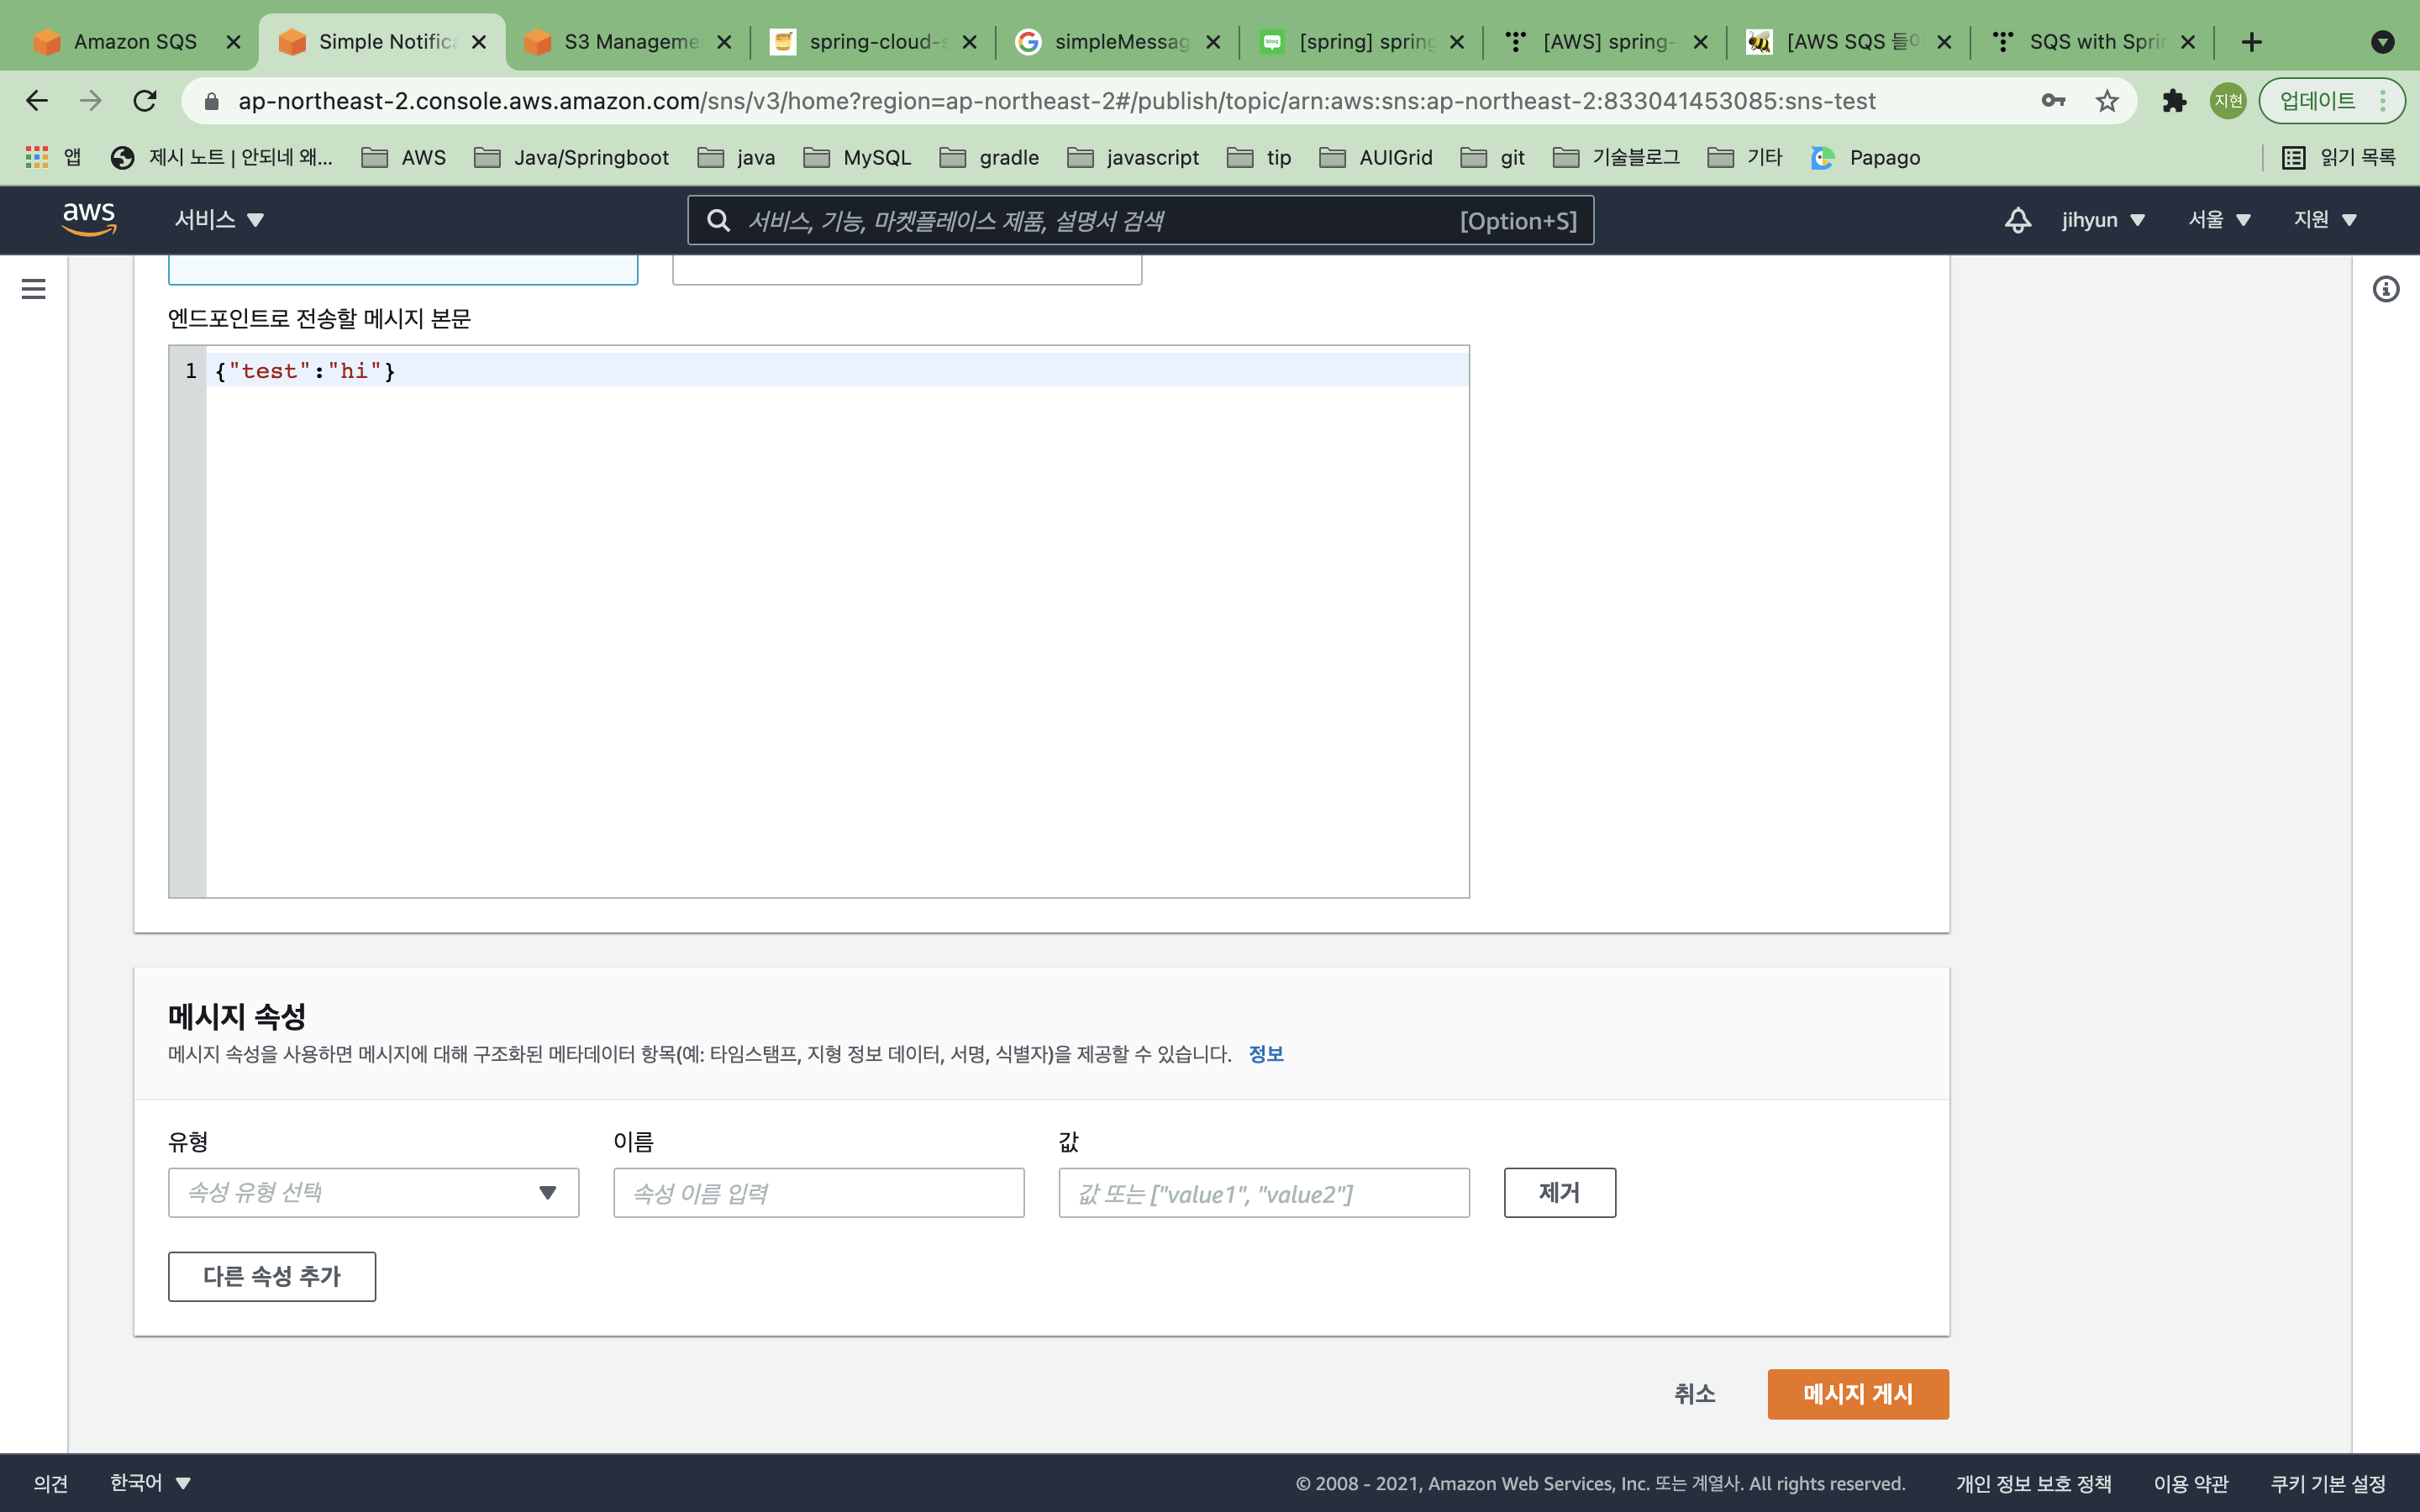 Amazon SQS
Simple Notific
S3 Manageme
spring-cloud-s
simpleMessag
[spring] spring
[AWS] spring-
[AWS SQS 들어
SQS with Sprin
ap-northeast-2.console.aws.amazon.com/sns/v3/home?region=ap-northeast-2#/publish/topic/arn:aws:sns:ap-northeast-2:833041453085:sns-test
지현
업데이트
앱
제시 노트 | 안되네 왜...
AWS
Java/Springboot
java
MySQL
gradle
javascript
tip
AUIGrid
git
기술블로그
기타
Papago
읽기 목록
aws
서비스
서비스, 기능, 마켓플레이스 제품, 설명서 검색
[Option+S]
jihyun
서울
지원
엔드포인트로 전송할 메시지 본문
1
{"test":"hi"}
메시지 속성
메시지 속성을 사용하면 메시지에 대해 구조화된 메타데이터 항목(예: 타임스탬프, 지형 정보 데이터, 서명, 식별자)을 제공할 수 있습니다. 정보
유형
이름
값
속성 유형 선택
속성 이름 입력
값 또는 ["value1", "value2"]
제거
다른 속성 추가
취소
메시지 게시
의견
한국어
© 2008 - 2021, Amazon Web Services, Inc. 또는 계열사. All rights reserved.
개인 정보 보호 정책
이용 약관
쿠키 기본 설정